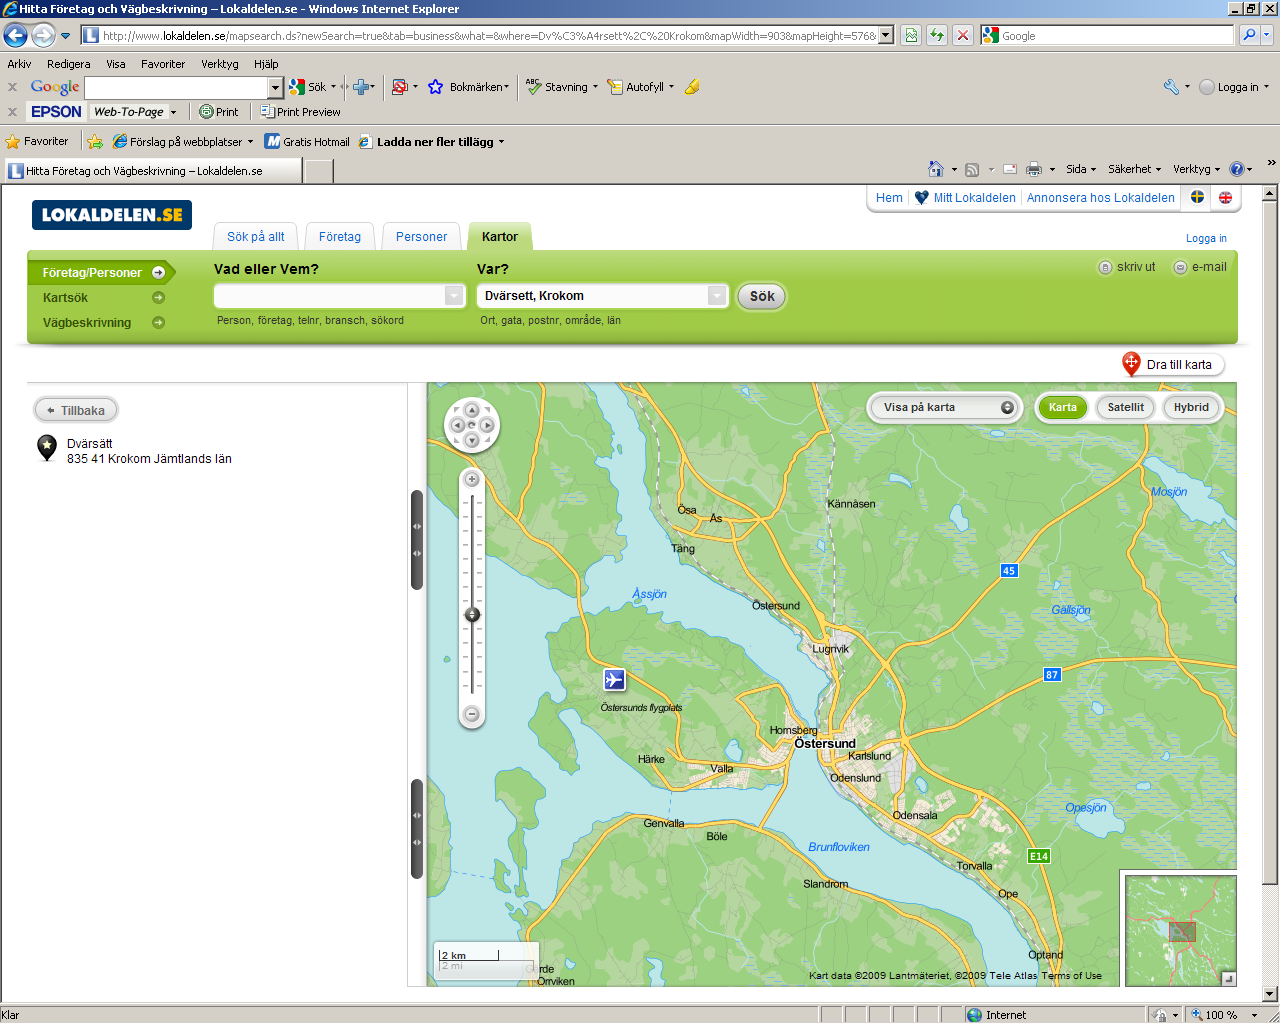 Hitta Företag och Vägbeskrivning – Lokaldelen.se - Windows Internet Explorer
http://www.lokaldelen.se/mapsearch.ds?newSearch=true&tab=business&what=&where=Dv%C3%A4rsett%2C%20Krokom&mapWidth=903&mapHeight=576&
Google
Arkiv Redigera Visa Favoriter Verktyg Hjälp
Google Sök Bokmärken ABC Stavning Autofyll Logga in
EPSON Web-To-Page Print Print Preview
Favoriter Förslag på webbplatser Gratis Hotmail Ladda ner fler tillägg
Hitta Företag och Vägbeskrivning – Lokaldelen.se
Sida Säkerhet Verktyg
Hem Mitt Lokaldelen Annonsera hos Lokaldelen
LOKALDELEN.SE
Sök på allt Företag Personer Kartor
Logga in
Företag/Personer
Kartsök
Vägbeskrivning
Vad eller Vem?
Person, företag, telnr, bransch, sökord
Var?
Dvärsett, Krokom
Sök
Ort, gata, postnr, område, län
skriv ut e-mail
Dra till karta
Tillbaka
Dvärsätt
835 41 Krokom Jämtlands län
Visa på karta
Karta Satellit Hybrid
Mosjön
Kännåsen
Ösa
Ås
Täng
45
Åssjön
Östersund
Gällsjön
Lugnvik
87
Östersunds flygplats
Hornsberg
Östersund
Karlslund
Härke
Valla
Odenslund
Opesjön
Odensala
Genvalla
Böle
Brunfloviken
E14
Torvalla
Slandrom
Ope
Optand
2 km
2 mi
Orrviken
Kart data ©2009 Lantmäteriet, ©2009 Tele Atlas Terms of Use
Klar
Internet
100 %